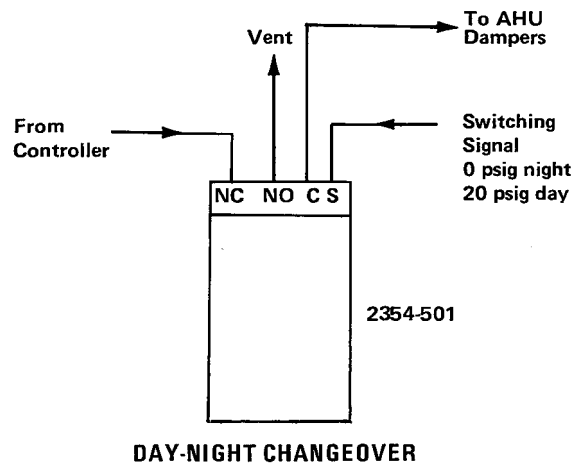 To AHU
Dampers
Vent
From
Controller
Switching
Signal
0 psig night
20 psig day
NC NO C S
2354-501
DAY-NIGHT CHANGEOVER